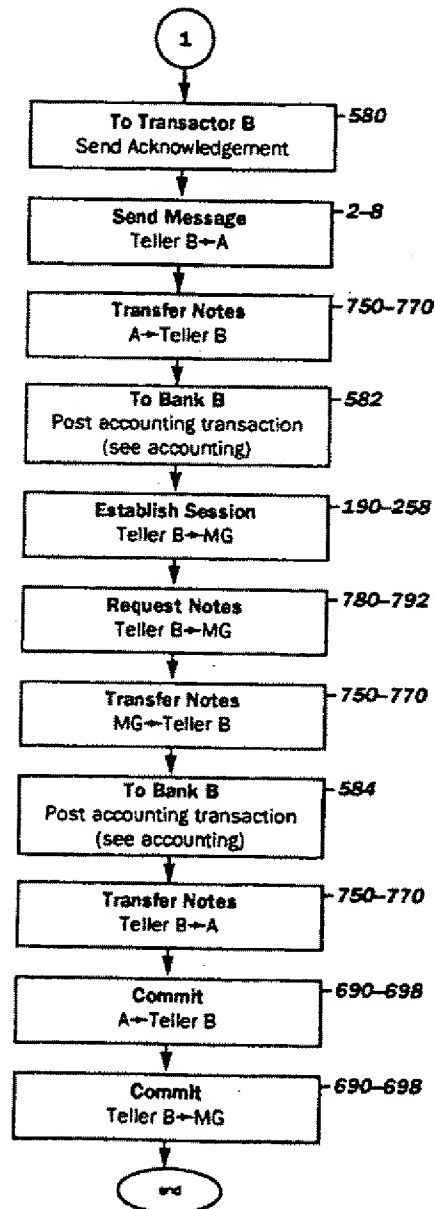 1
To Transactor B
Send Acknowledgement
580
Send Message
Teller B→A
2–8
Transfer Notes
A→Teller B
750–770
To Bank B
Post accounting transaction
(see accounting)
582
Establish Session
Teller B→MG
190–258
Request Notes
Teller B→MG
780–792
Transfer Notes
MG→Teller B
750–770
To Bank B
Post accounting transaction
(see accounting)
584
Transfer Notes
Teller B→A
750–770
Commit
A→Teller B
690–698
Commit
Teller B→MG
690–698
end